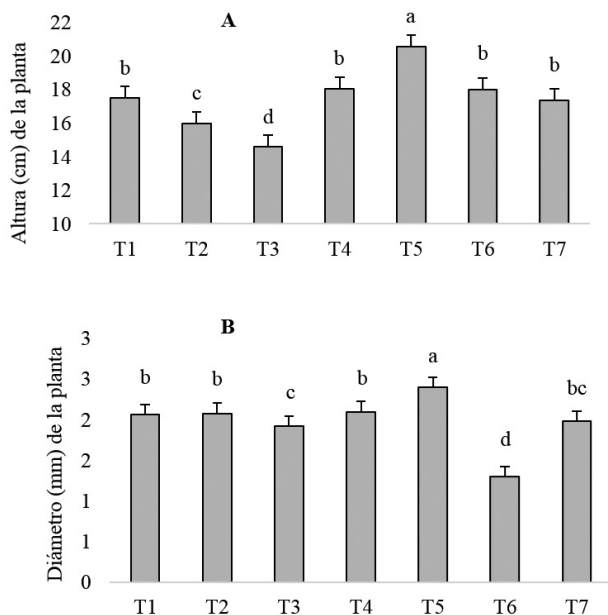 A
Altura (cm) de la planta
22
20
18
16
14
12
10
b
c
d
b
a
b
b
T1 T2 T3 T4 T5 T6 T7
B
Diámetro (mm) de la planta
3
3
2
2
1
1
0
b
b
c
b
a
d
bc
T1 T2 T3 T4 T5 T6 T7